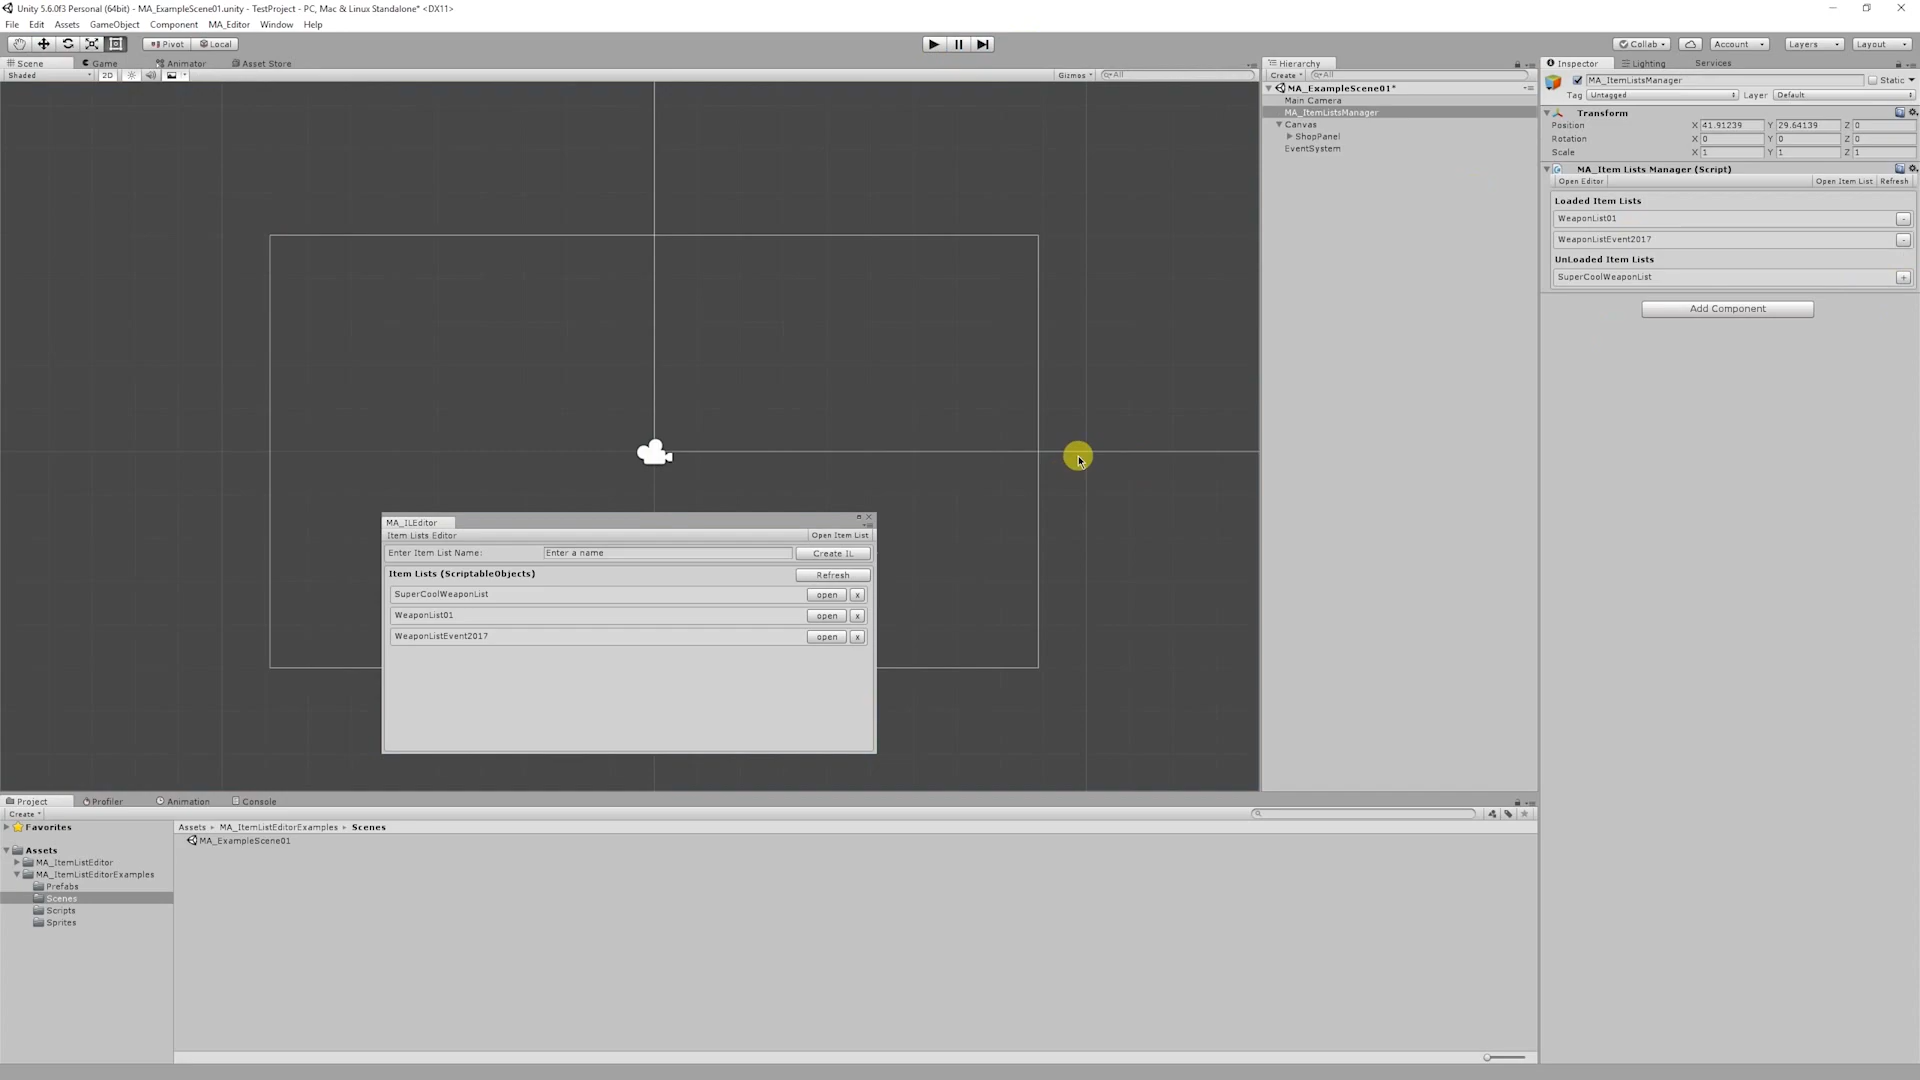 Unity 5.6.0f3 Personal (64bit) - MA_ExampleScene01.unity - TestProject - PC, Mac & Linux Standalone* <DX11>
File Edit Assets GameObject Component MA_Editor Window Help
Pivot Local Collab Account Layers Layout
Scene Game Animator Asset Store
Shaded 2D Gizmos All
Hierarchy
Create All
MA_ExampleScene01*
Main Camera
MA_ItemListsManager
Canvas
ShopPanel
EventSystem
Inspector Lighting Services
MA_ItemListsManager Static
Tag Untagged Layer Default
Transform
Position X 41.91239 Y 29.64139 Z 0
Rotation X 0 Y 0 Z 0
Scale X 1 Y 1 Z 1
MA_Item Lists Manager (Script)
Open Editor Open Item List Refresh
Loaded Item Lists
WeaponList01 -
WeaponListEvent2017 -
UnLoaded Item Lists
SuperCoolWeaponList +
Add Component
MA_ILEditor
Item Lists Editor Open Item List
Enter Item List Name: Enter a name Create IL
Item Lists (ScriptableObjects) Refresh
SuperCoolWeaponList open x
WeaponList01 open x
WeaponListEvent2017 open x
Project Profiler Animation Console
Create
Favorites
Assets
MA_ItemListEditor
MA_ItemListEditorExamples
Prefabs
Scenes
Scripts
Sprites
Assets MA_ItemListEditorExamples Scenes
MA_ExampleScene01